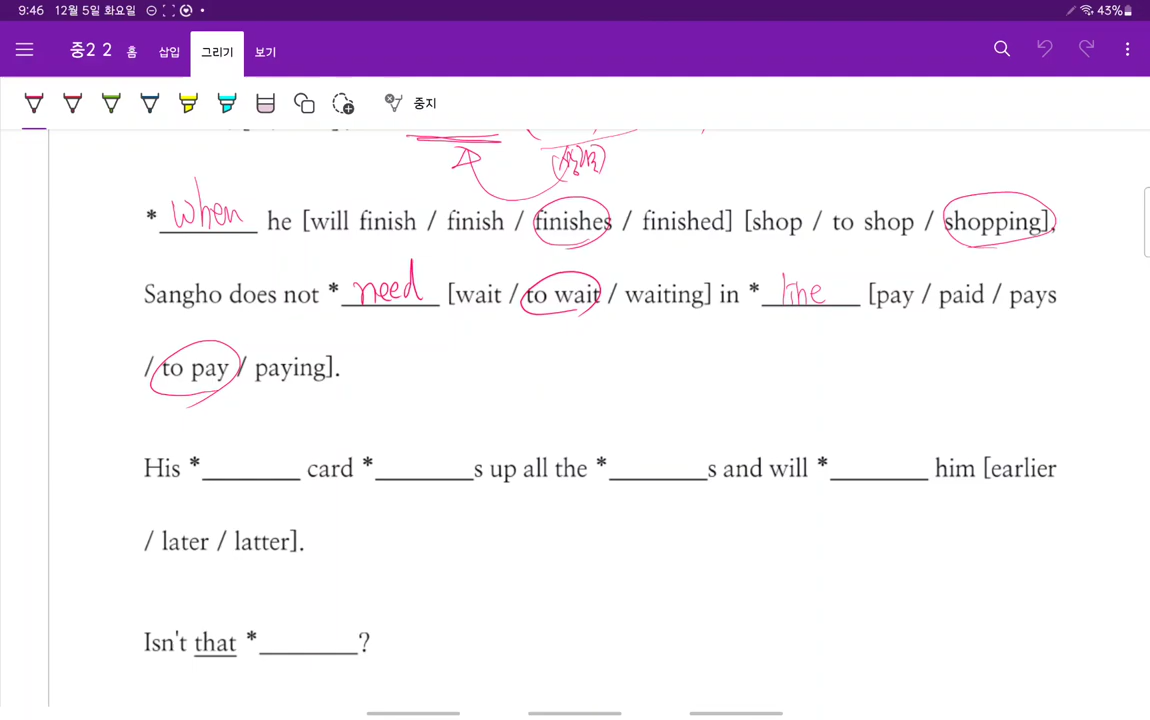 9:46 12월 5일 화요일 43%
중2 2 홈 삽입 그리기 보기
중지
* when he [will finish / finish / finishes / finished] [shop / to shop / shopping],
Sangho does not * need [wait / to wait / waiting] in * line [pay / paid / pays
/ to pay / paying].
His *________ card *________s up all the *________s and will *________ him [earlier
/ later / latter].
Isn't that *________?